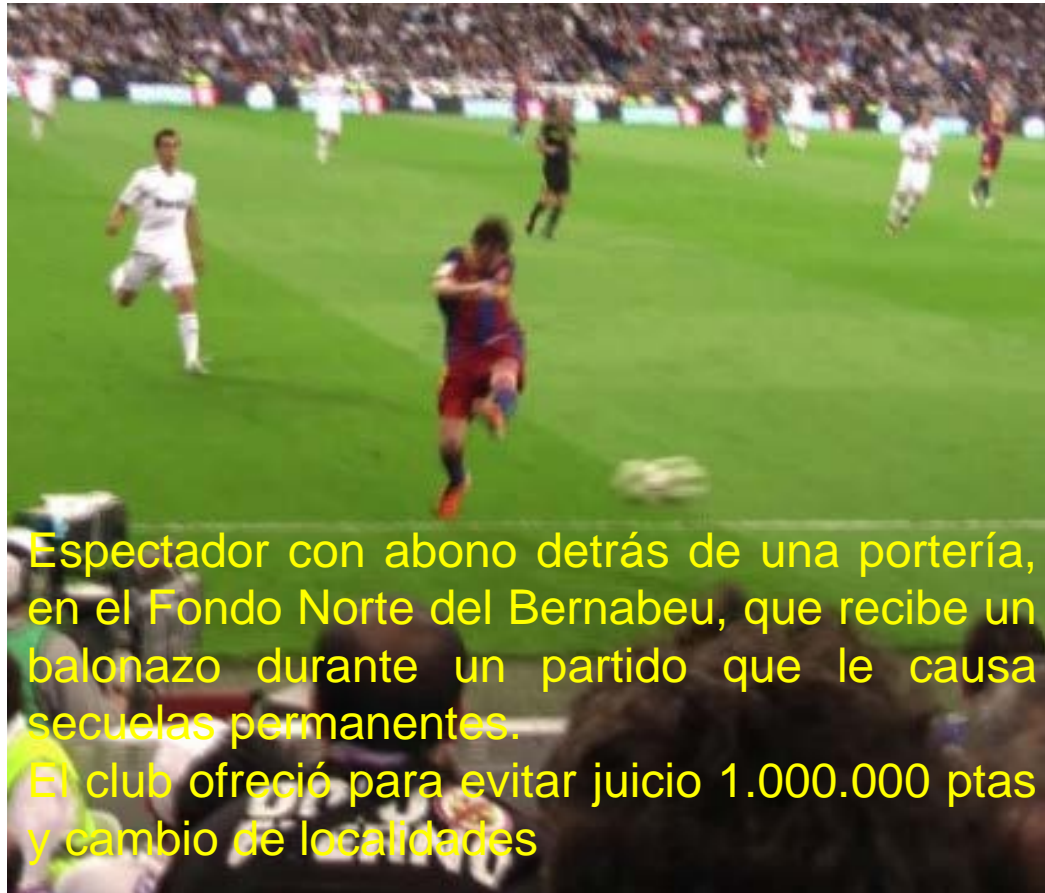 Espectador con abono detrás de una portería,
en el Fondo Norte del Bernabeu, que recibe un
balonazo durante un partido que le causa
secuelas permanentes.
El club ofreció para evitar juicio 1.000.000 ptas
y cambio de localidades